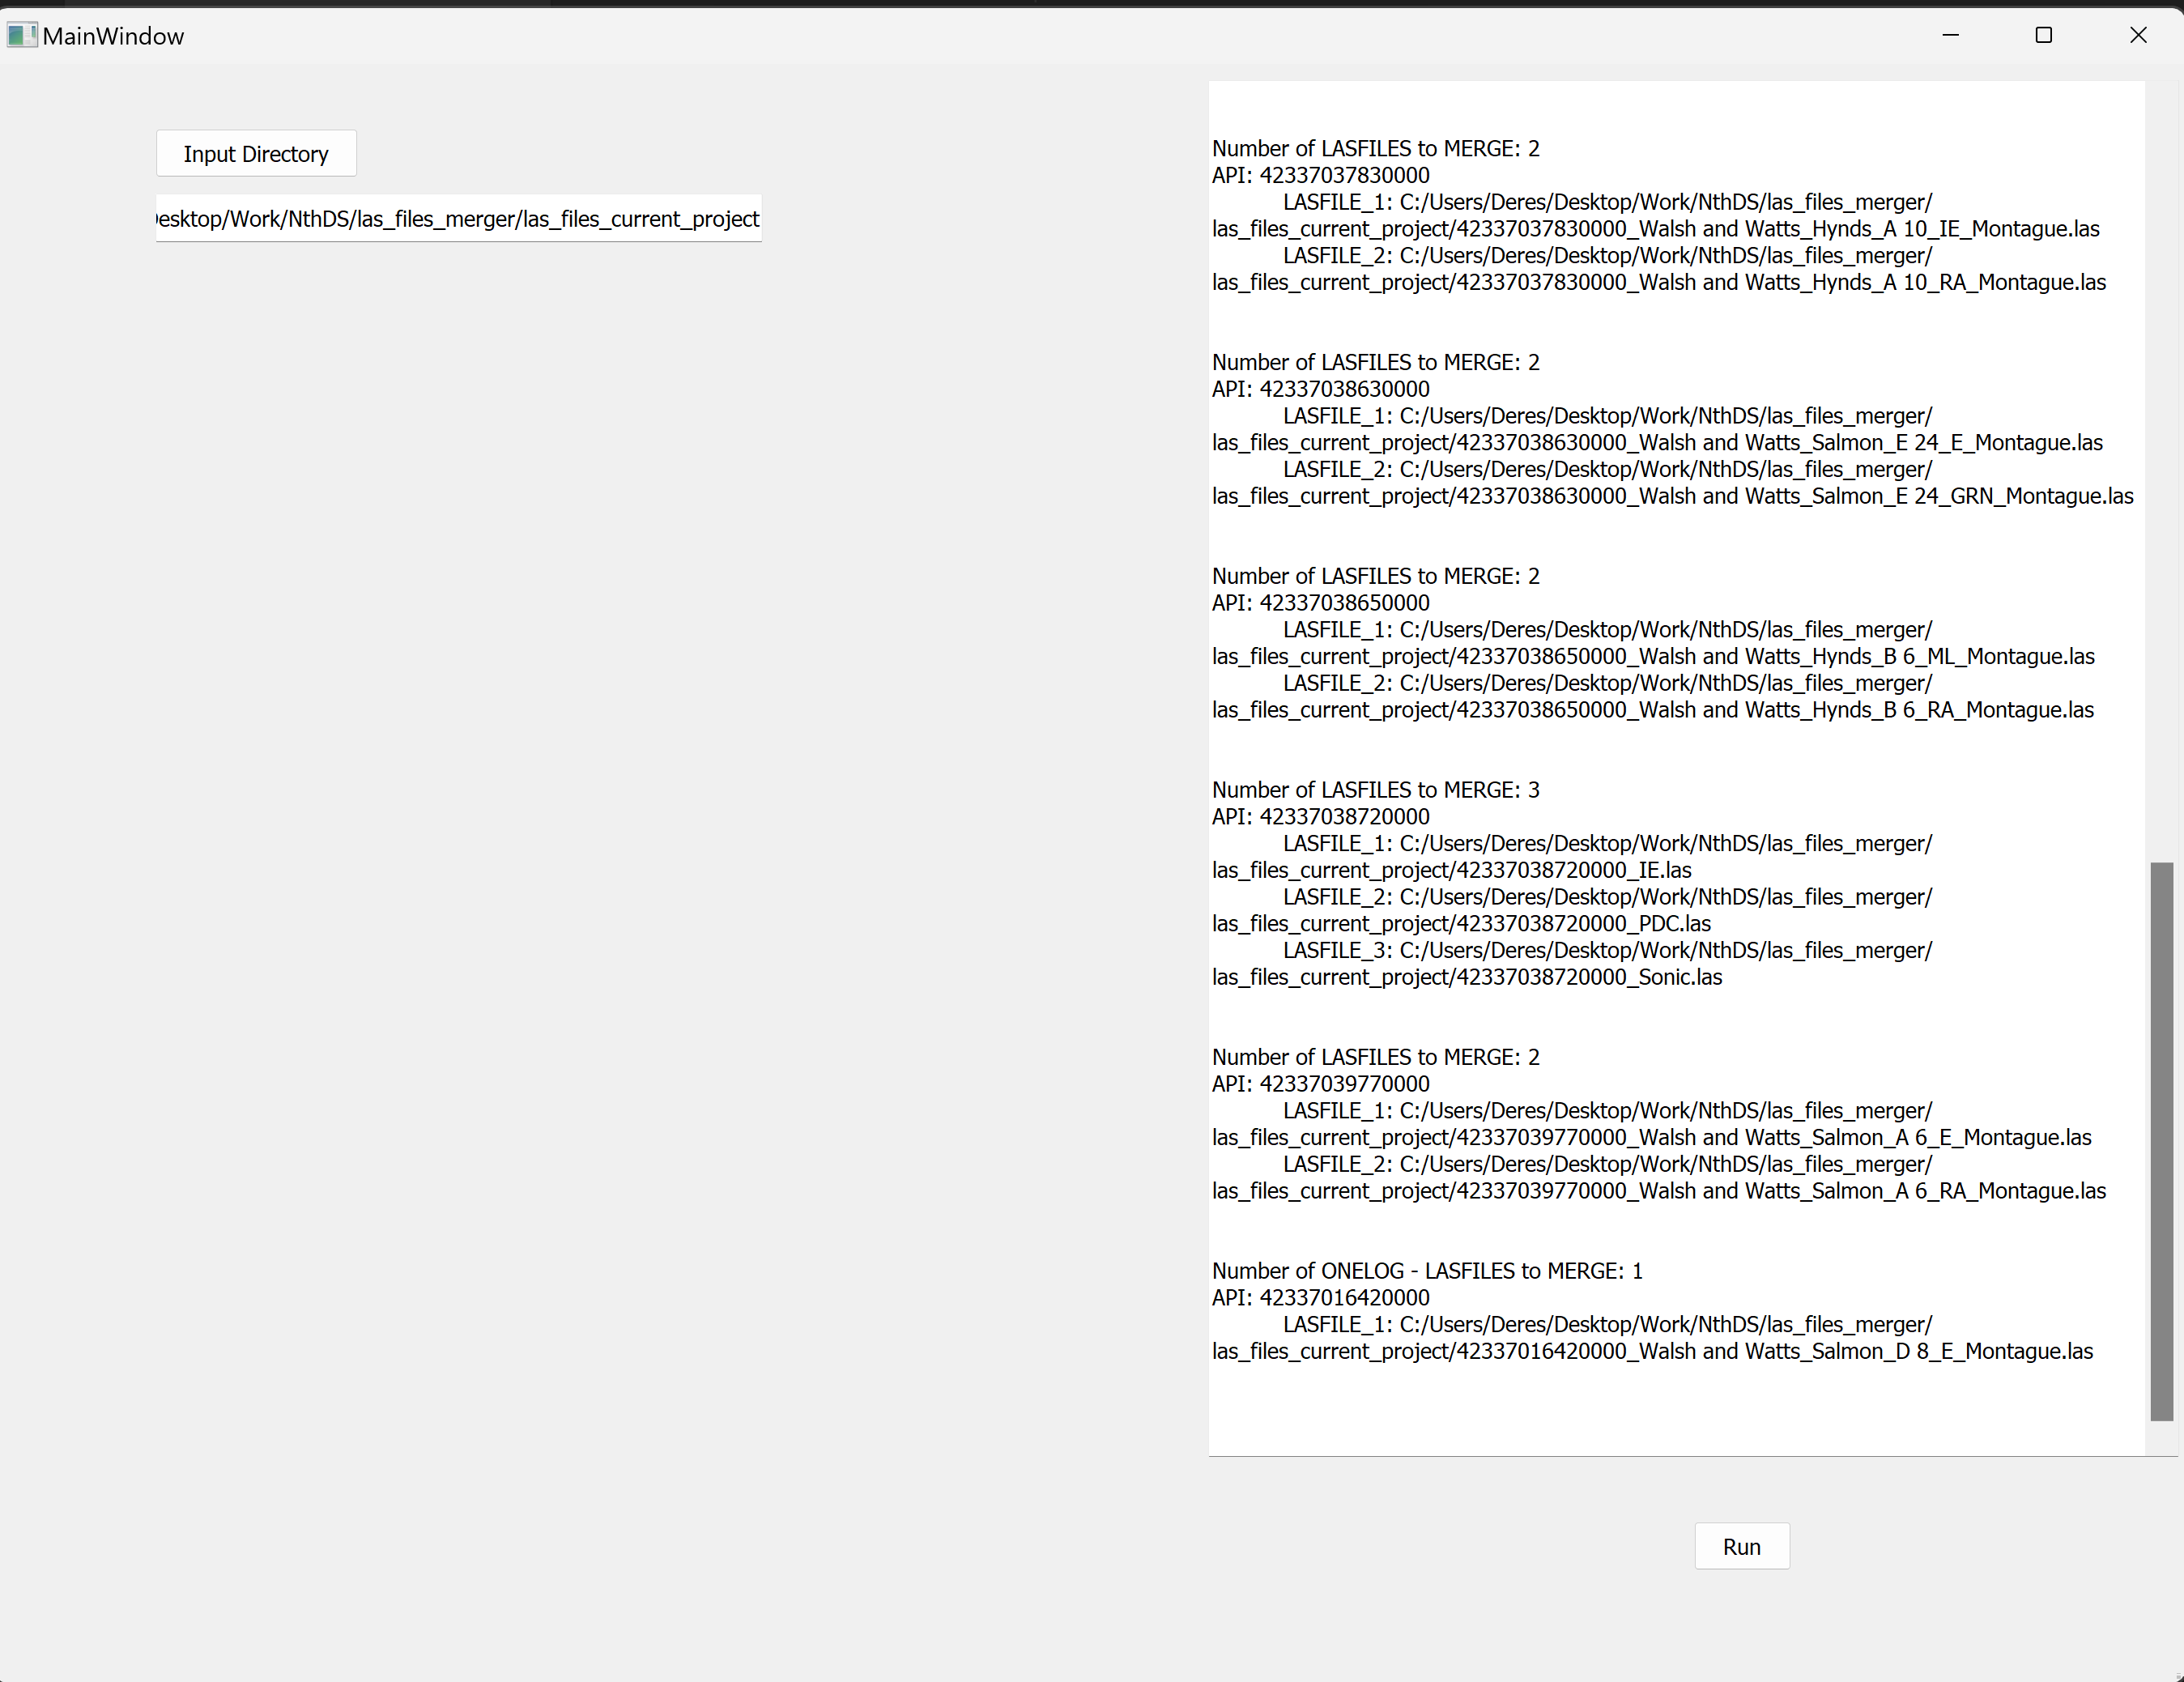 MainWindow
Input Directory
esktop/Work/NthDS/las_files_merger/las_files_current_project
Number of LASFILES to MERGE: 2
API: 42337037830000
LASFILE_1: C:/Users/Deres/Desktop/Work/NthDS/las_files_merger/
las_files_current_project/42337037830000_Walsh and Watts_Hynds_A 10_IE_Montague.las
LASFILE_2: C:/Users/Deres/Desktop/Work/NthDS/las_files_merger/
las_files_current_project/42337037830000_Walsh and Watts_Hynds_A 10_RA_Montague.las
Number of LASFILES to MERGE: 2
API: 42337038630000
LASFILE_1: C:/Users/Deres/Desktop/Work/NthDS/las_files_merger/
las_files_current_project/42337038630000_Walsh and Watts_Salmon_E 24_E_Montague.las
LASFILE_2: C:/Users/Deres/Desktop/Work/NthDS/las_files_merger/
las_files_current_project/42337038630000_Walsh and Watts_Salmon_E 24_GRN_Montague.las
Number of LASFILES to MERGE: 2
API: 42337038650000
LASFILE_1: C:/Users/Deres/Desktop/Work/NthDS/las_files_merger/
las_files_current_project/42337038650000_Walsh and Watts_Hynds_B 6_ML_Montague.las
LASFILE_2: C:/Users/Deres/Desktop/Work/NthDS/las_files_merger/
las_files_current_project/42337038650000_Walsh and Watts_Hynds_B 6_RA_Montague.las
Number of LASFILES to MERGE: 3
API: 42337038720000
LASFILE_1: C:/Users/Deres/Desktop/Work/NthDS/las_files_merger/
las_files_current_project/42337038720000_IE.las
LASFILE_2: C:/Users/Deres/Desktop/Work/NthDS/las_files_merger/
las_files_current_project/42337038720000_PDC.las
LASFILE_3: C:/Users/Deres/Desktop/Work/NthDS/las_files_merger/
las_files_current_project/42337038720000_Sonic.las
Number of LASFILES to MERGE: 2
API: 42337039770000
LASFILE_1: C:/Users/Deres/Desktop/Work/NthDS/las_files_merger/
las_files_current_project/42337039770000_Walsh and Watts_Salmon_A 6_E_Montague.las
LASFILE_2: C:/Users/Deres/Desktop/Work/NthDS/las_files_merger/
las_files_current_project/42337039770000_Walsh and Watts_Salmon_A 6_RA_Montague.las
Number of ONELOG - LASFILES to MERGE: 1
API: 42337016420000
LASFILE_1: C:/Users/Deres/Desktop/Work/NthDS/las_files_merger/
las_files_current_project/42337016420000_Walsh and Watts_Salmon_D 8_E_Montague.las
Run